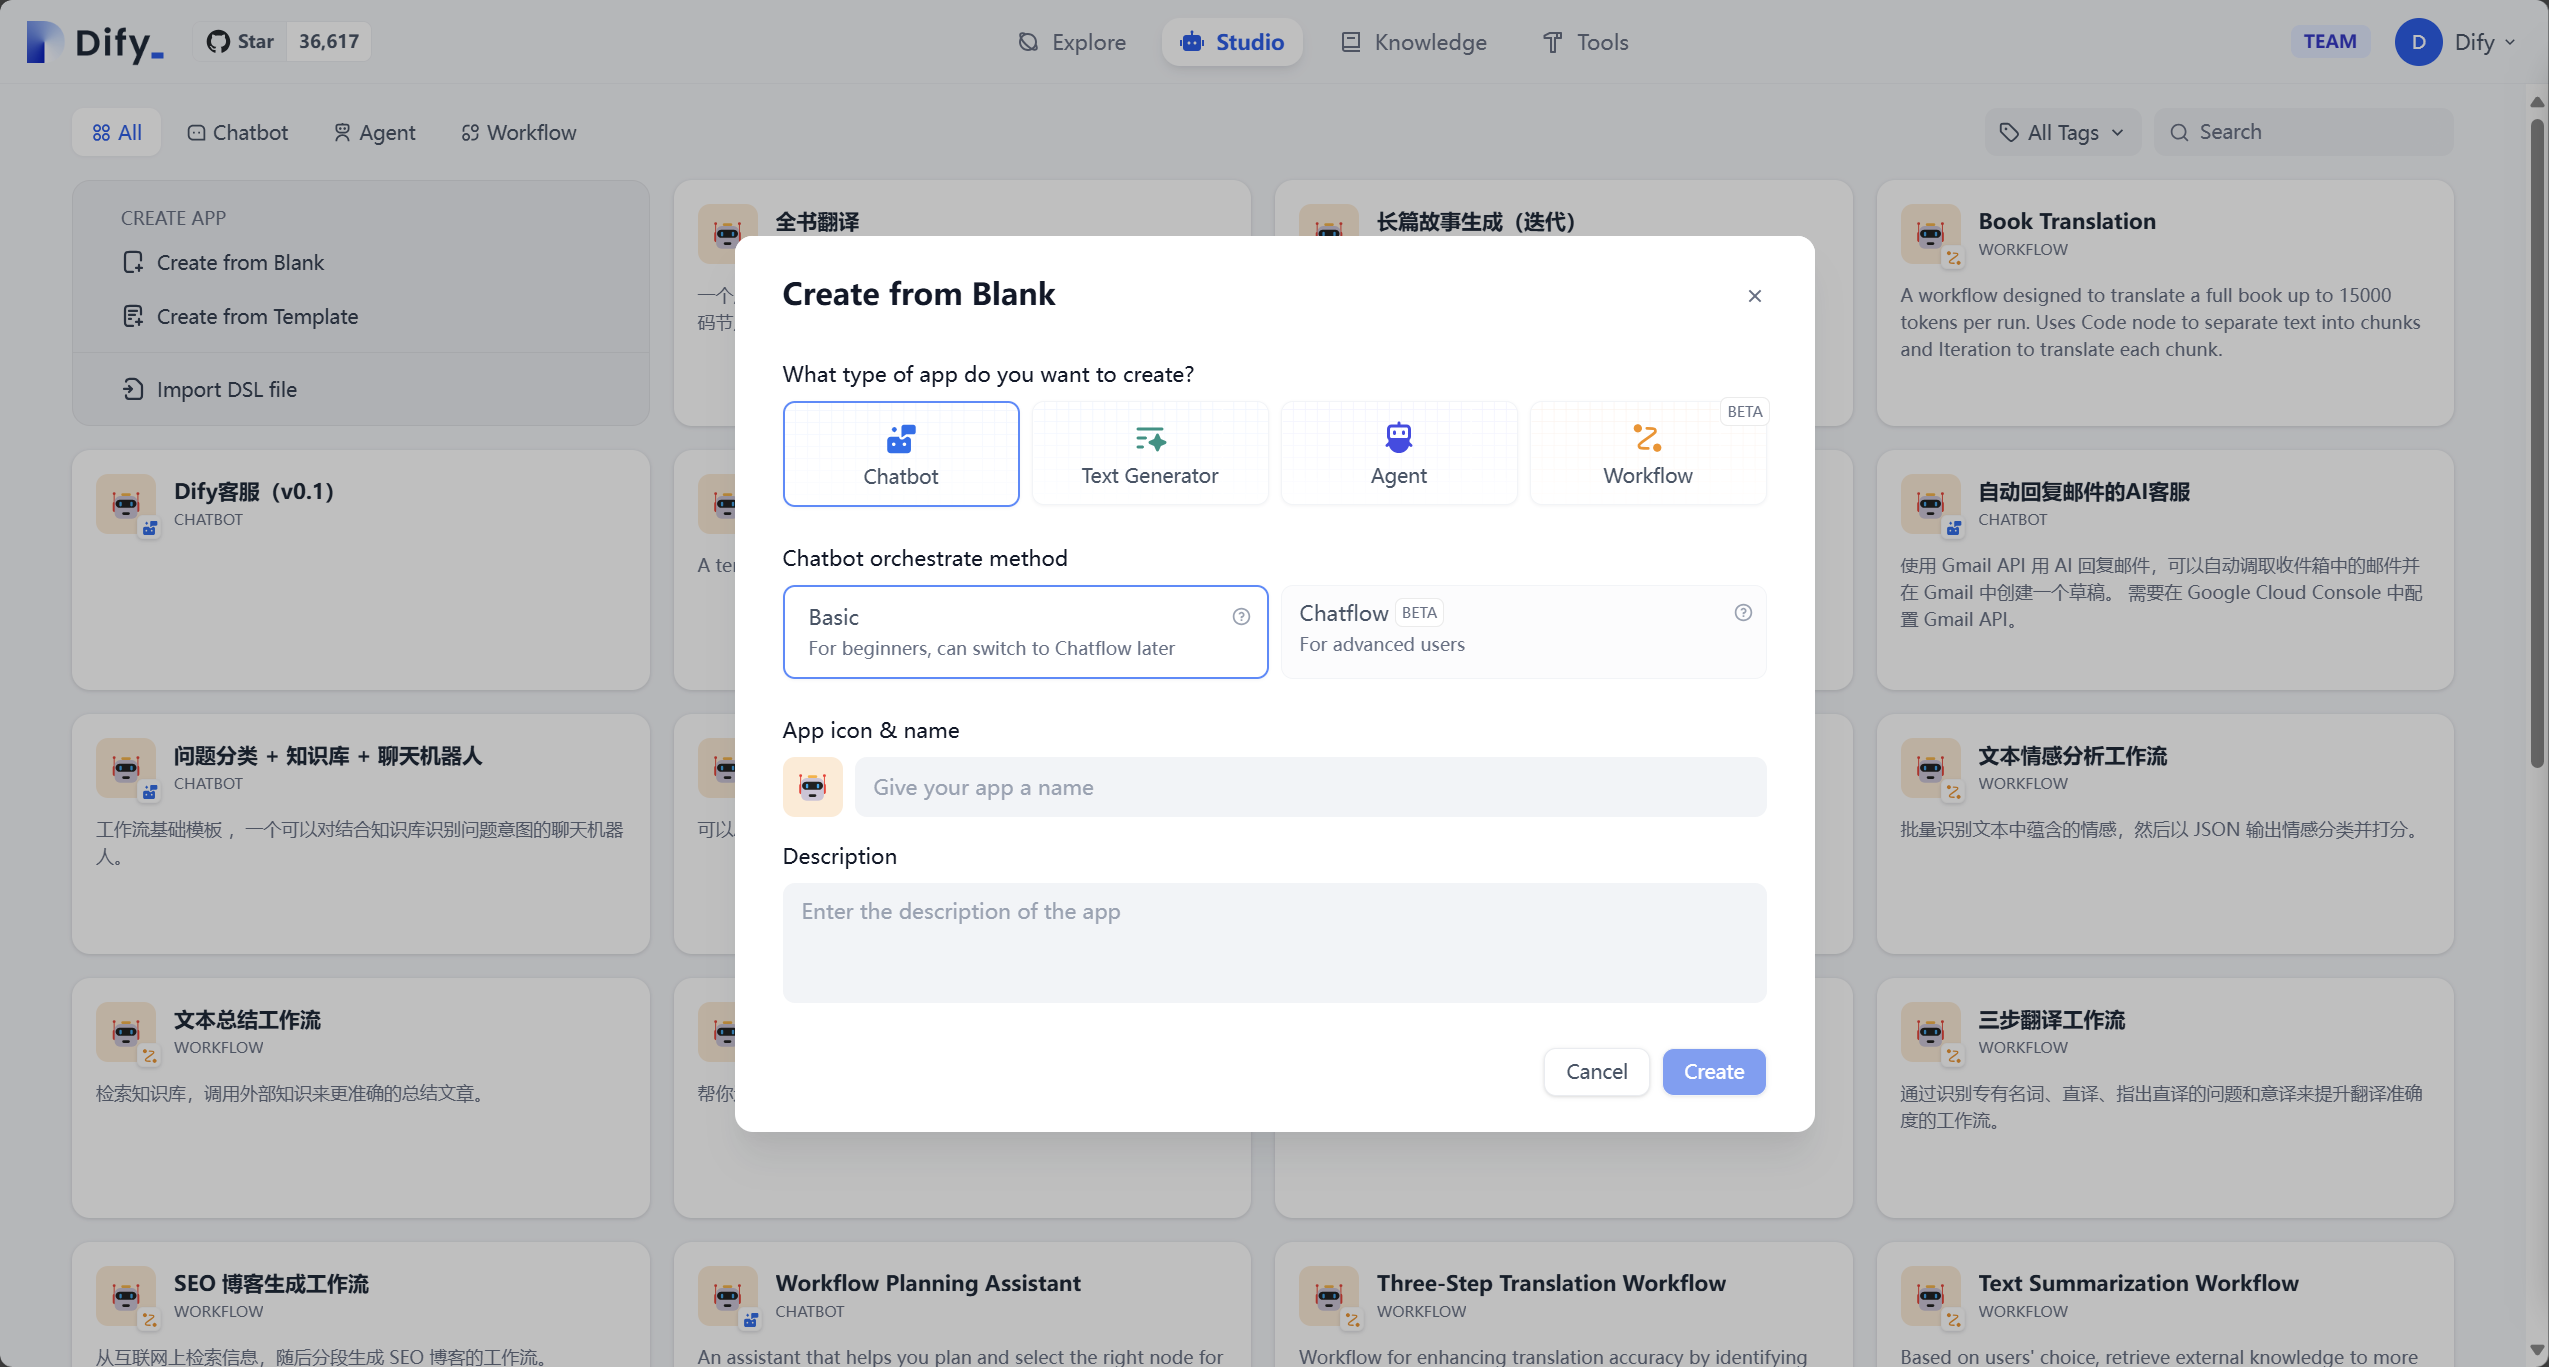 Dify_
Star 36,617
Explore
Studio
Knowledge
Tools
TEAM
D
Dify
All
Chatbot
Agent
Workflow
All Tags
Search
CREATE APP
Create from Blank
Create from Template
Import DSL file
全书翻译
一个
码节
长篇故事生成（迭代）
Book Translation
WORKFLOW
A workflow designed to translate a full book up to 15000
tokens per run. Uses Code node to separate text into chunks
and Iteration to translate each chunk.
Create from Blank
What type of app do you want to create?
Chatbot
Text Generator
Agent
Workflow
BETA
Chatbot orchestrate method
Basic
For beginners, can switch to Chatflow later
Chatflow BETA
For advanced users
App icon & name
Give your app a name
Description
Enter the description of the app
Cancel
Create
Dify客服（v0.1）
CHATBOT
A te
自动回复邮件的AI客服
CHATBOT
使用 Gmail API 用 AI 回复邮件，可以自动调取收件箱中的邮件并
在 Gmail 中创建一个草稿。 需要在 Google Cloud Console 中配
置 Gmail API。
问题分类 + 知识库 + 聊天机器人
CHATBOT
工作流基础模板 ，一个可以对结合知识库识别问题意图的聊天机器
人。
可以
文本情感分析工作流
WORKFLOW
批量识别文本中蕴含的情感，然后以 JSON 输出情感分类并打分。
文本总结工作流
WORKFLOW
检索知识库，调用外部知识来更准确的总结文章。
帮你
三步翻译工作流
WORKFLOW
通过识别专有名词、直译、指出直译的问题和意译来提升翻译准确
度的工作流。
SEO 博客生成工作流
WORKFLOW
从互联网上检索信息，随后分段生成 SEO 博客的工作流。
Workflow Planning Assistant
CHATBOT
An assistant that helps you plan and select the right node for
Three-Step Translation Workflow
WORKFLOW
Workflow for enhancing translation accuracy by identifying
Text Summarization Workflow
WORKFLOW
Based on users' choice, retrieve external knowledge to more